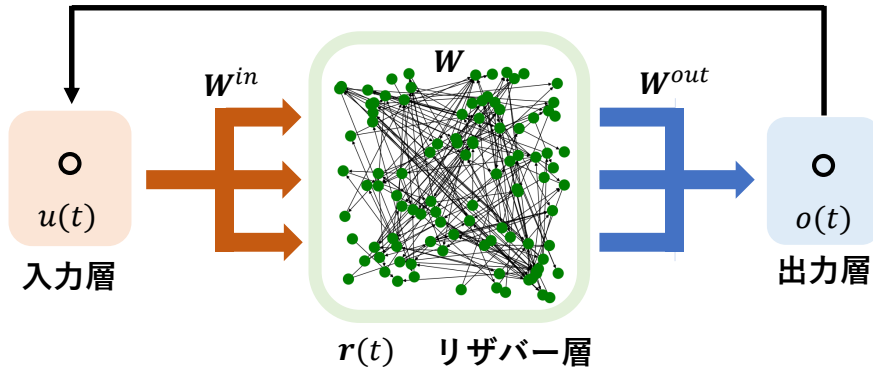 W^{in}
W
W^{out}
u(t)
o(t)
入力層
出力層
r(t) リザバー層